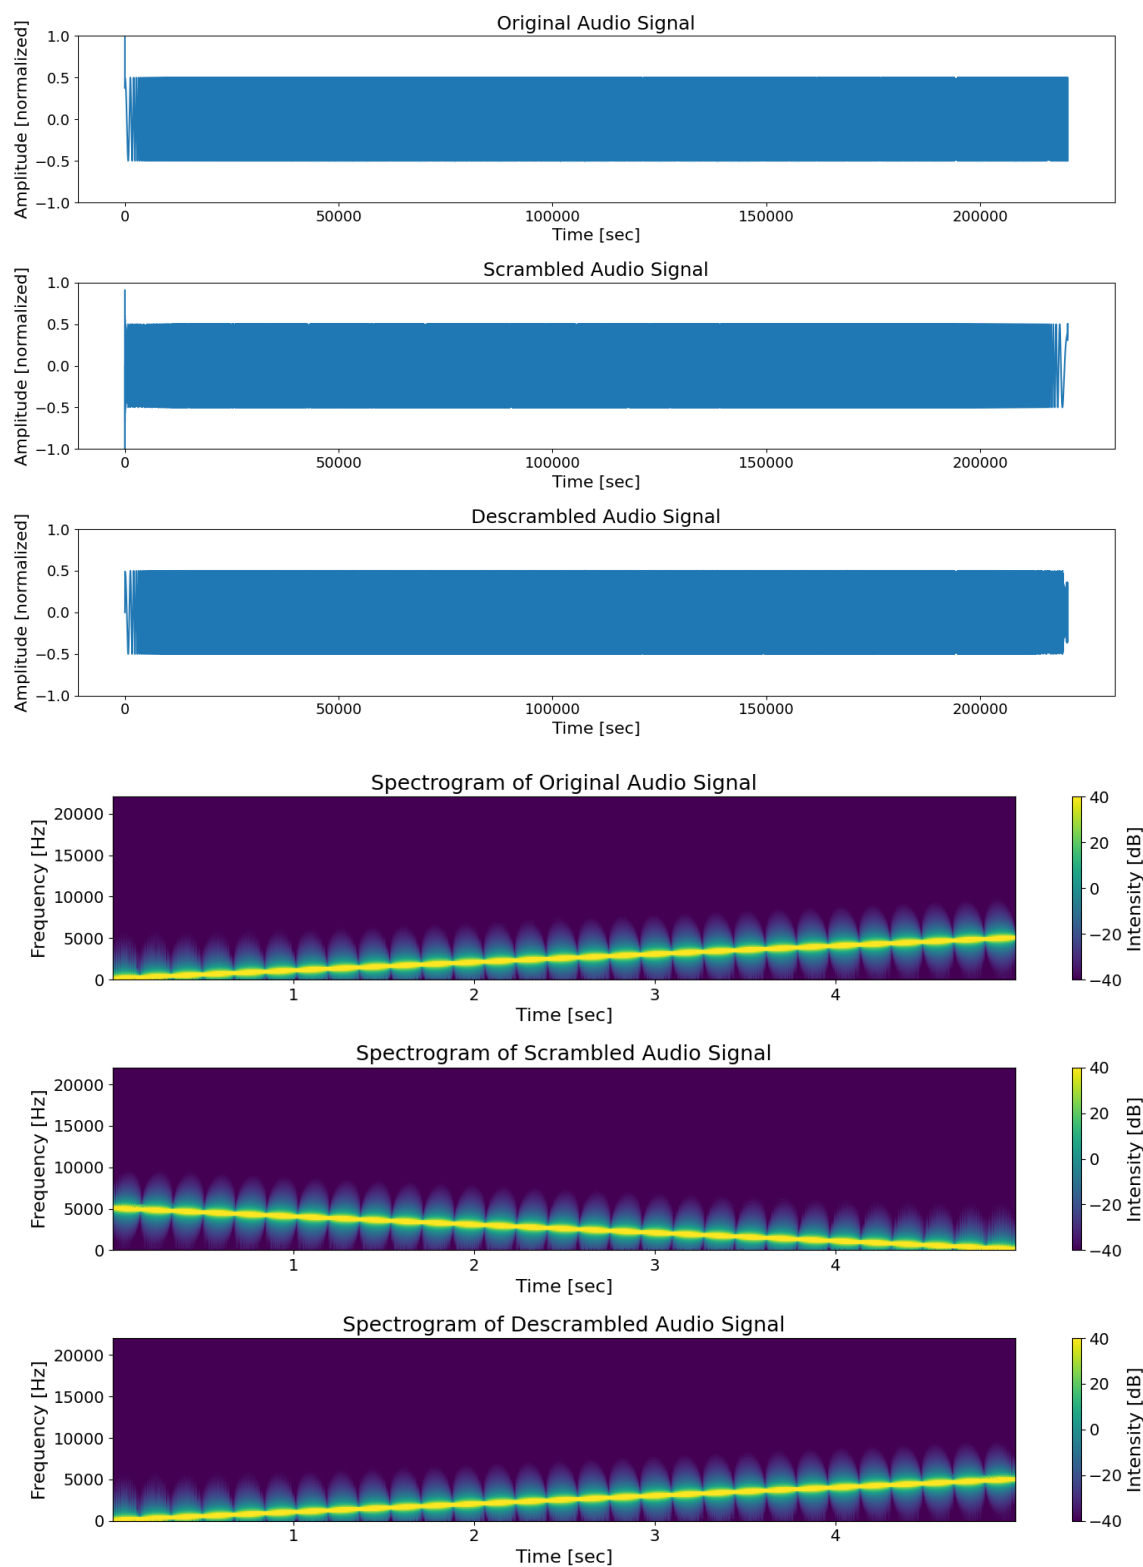 Original Audio Signal
Amplitude [normalized]
1.0
0.5
0.0
−0.5
−1.0
0 50000 100000 150000 200000
Time [sec]
Scrambled Audio Signal
Amplitude [normalized]
1.0
0.5
0.0
−0.5
−1.0
0 50000 100000 150000 200000
Time [sec]
Descrambled Audio Signal
Amplitude [normalized]
1.0
0.5
0.0
−0.5
−1.0
0 50000 100000 150000 200000
Time [sec]
Spectrogram of Original Audio Signal
Frequency [Hz]
20000
15000
10000
5000
0
1 2 3 4
Time [sec]
40
20
0
−20
−40
Intensity [dB]
Spectrogram of Scrambled Audio Signal
Frequency [Hz]
20000
15000
10000
5000
0
1 2 3 4
Time [sec]
40
20
0
−20
−40
Intensity [dB]
Spectrogram of Descrambled Audio Signal
Frequency [Hz]
20000
15000
10000
5000
0
1 2 3 4
Time [sec]
40
20
0
−20
−40
Intensity [dB]